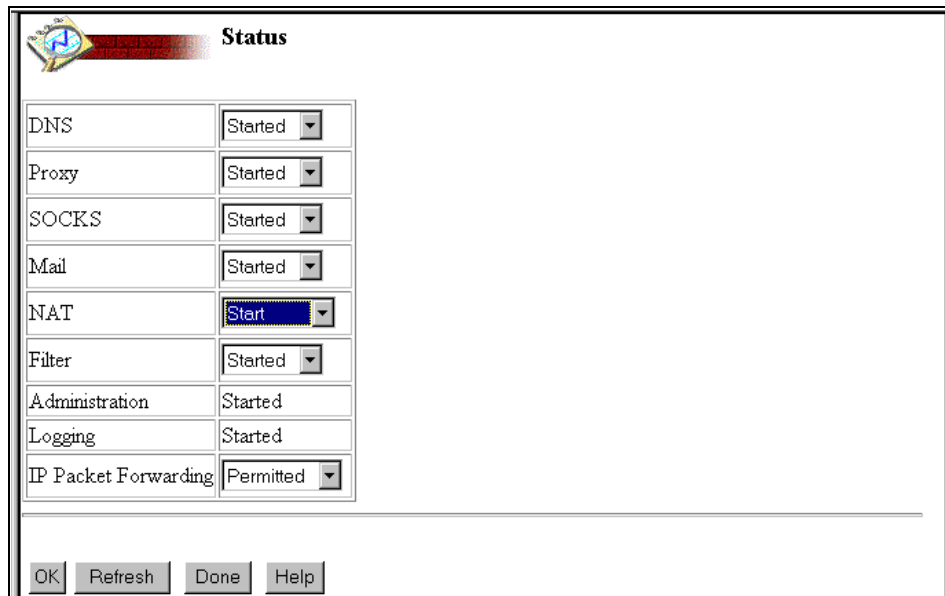 Status
DNS Started
Proxy Started
SOCKS Started
Mail Started
NAT Start
Filter Started
Administration Started
Logging Started
IP Packet Forwarding Permitted
OK Refresh Done Help